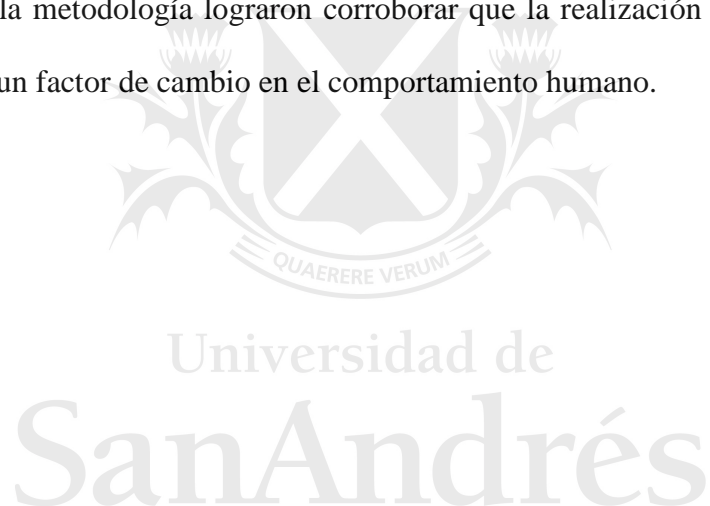 la metodología lograron corroborar que la realización
un factor de cambio en el comportamiento humano.
QUAERERE VERUM
Universidad de
SanAndrés